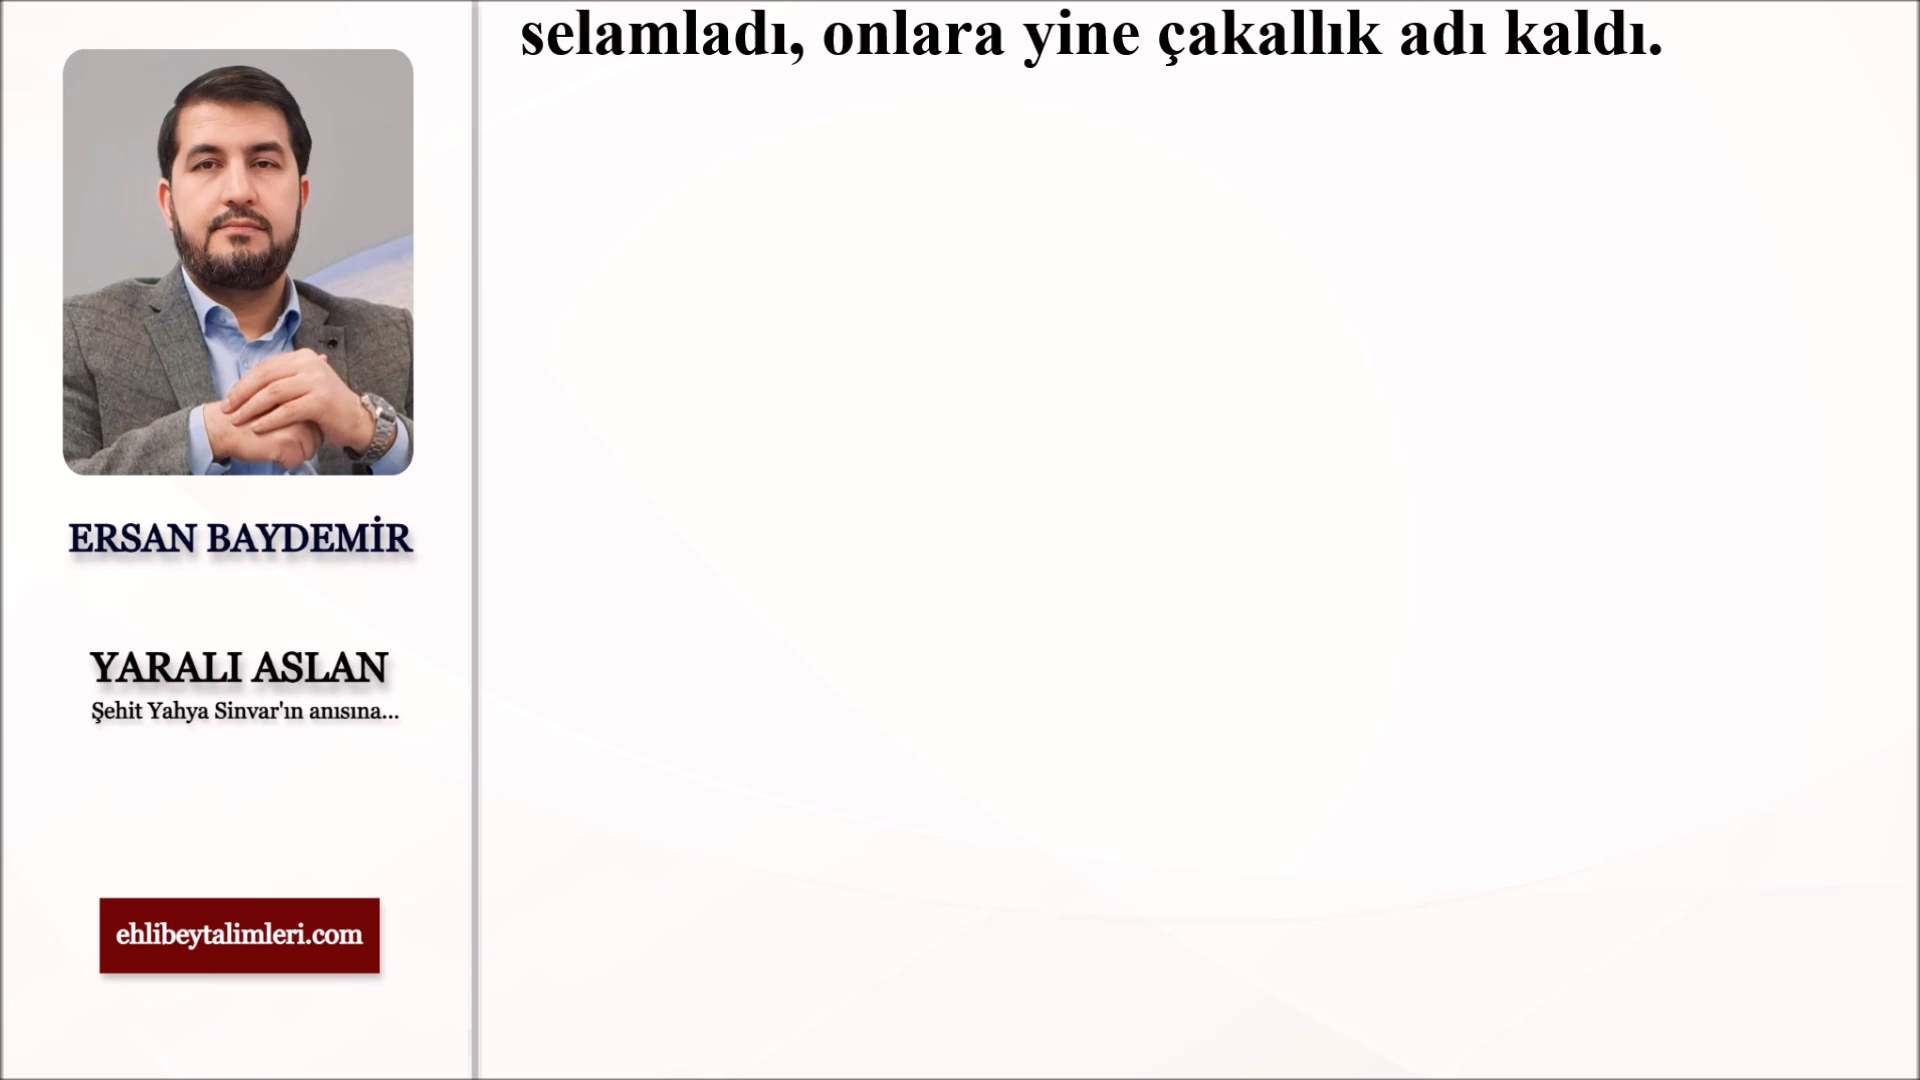 selamladı, onlara yine çakallık adı kaldı.
ERSAN BAYDEMİR
YARALI ASLAN
Şehit Yahya Sinvar'ın anısına...
ehlibeytalimleri.com